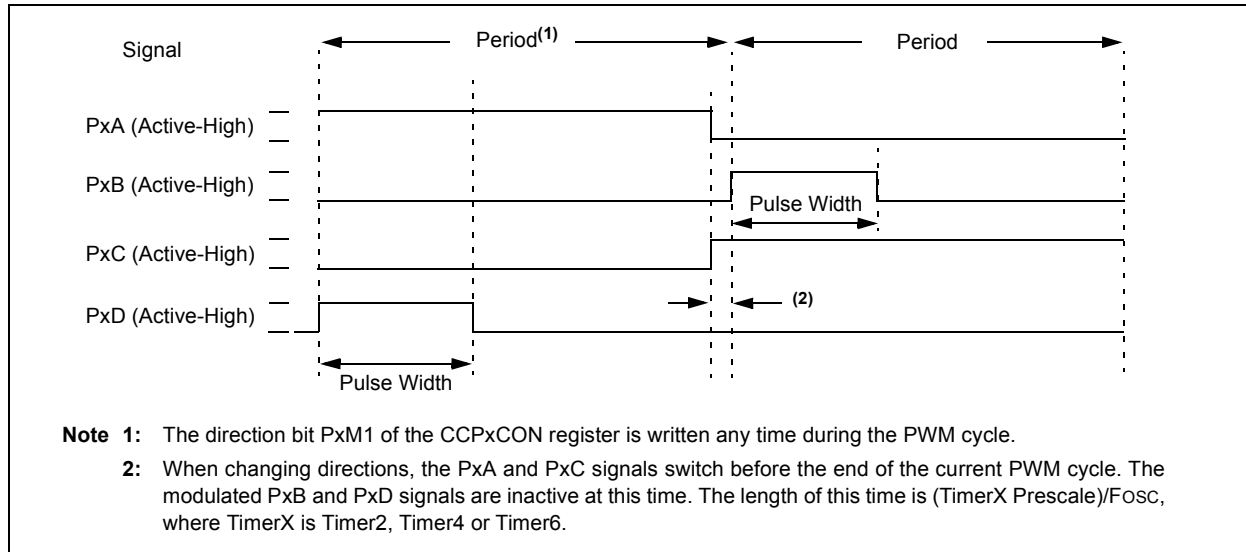 Signal
Period(1)
Period
PxA (Active-High)
PxB (Active-High)
Pulse Width
PxC (Active-High)
(2)
PxD (Active-High)
Pulse Width
Note 1: The direction bit PxM1 of the CCPxCON register is written any time during the PWM cycle.
2: When changing directions, the PxA and PxC signals switch before the end of the current PWM cycle. The
modulated PxB and PxD signals are inactive at this time. The length of this time is (TimerX Prescale)/FOSC,
where TimerX is Timer2, Timer4 or Timer6.